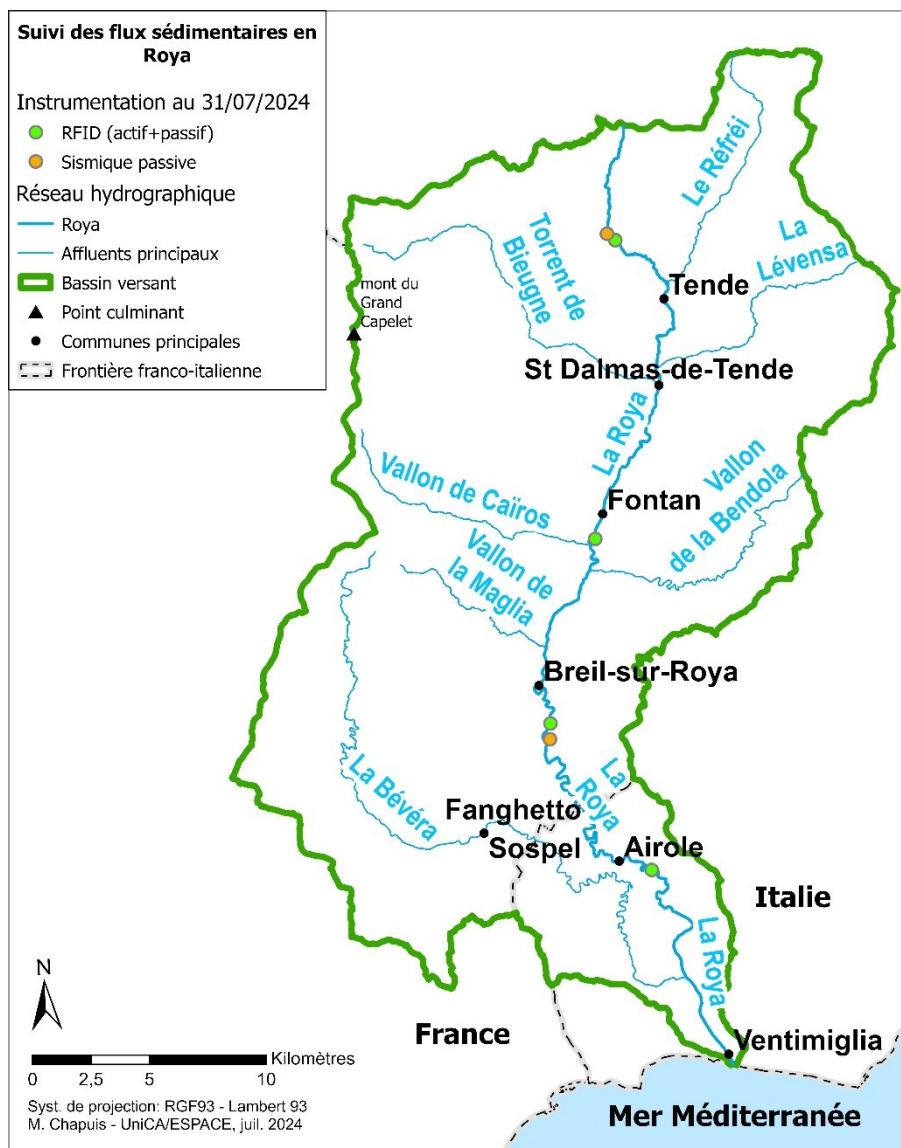 Suivi des flux sédimentaires en
Roya
Instrumentation au 31/07/2024
RFID (actif+passif)
Sismique passive
Réseau hydrographique
Roya
Affluents principaux
Bassin versant
Point culminant
Communes principales
Frontière franco-italienne
mont du
Grand
Capelet
Le Réfréi
Torrent de
Bieugne
La
Lévensa
Tende
St Dalmas-de-Tende
La Roya
Vallon
de la Bendola
Vallon de Caïros
Fontan
Vallon de
la Maglia
Breil-sur-Roya
La Bévéra
La
Roya
Fanghetto
Sospel
Airole
Italie
La Roya
France
Ventimiglia
Mer Méditerranée
N
Kilomètres
0 2,5 5 10
Syst. de projection: RGF93 - Lambert 93
M. Chapuis - UniCA/ESPACE, juil. 2024